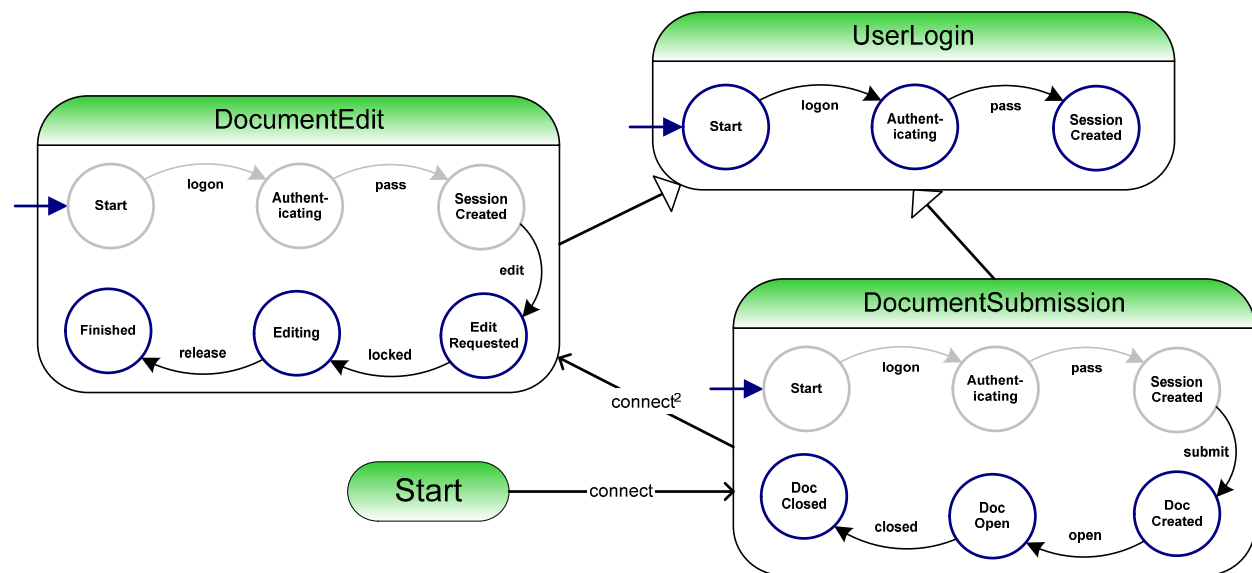 UserLogin
Start
logon
Authent-
icating
pass
Session
Created
DocumentEdit
Start
logon
Authent-
icating
pass
Session
Created
edit
Finished
release
Editing
locked
Edit
Requested
DocumentSubmission
Start
logon
Authent-
icating
pass
Session
Created
submit
Doc
Closed
closed
Doc
Open
open
Doc
Created
connect²
Start
connect